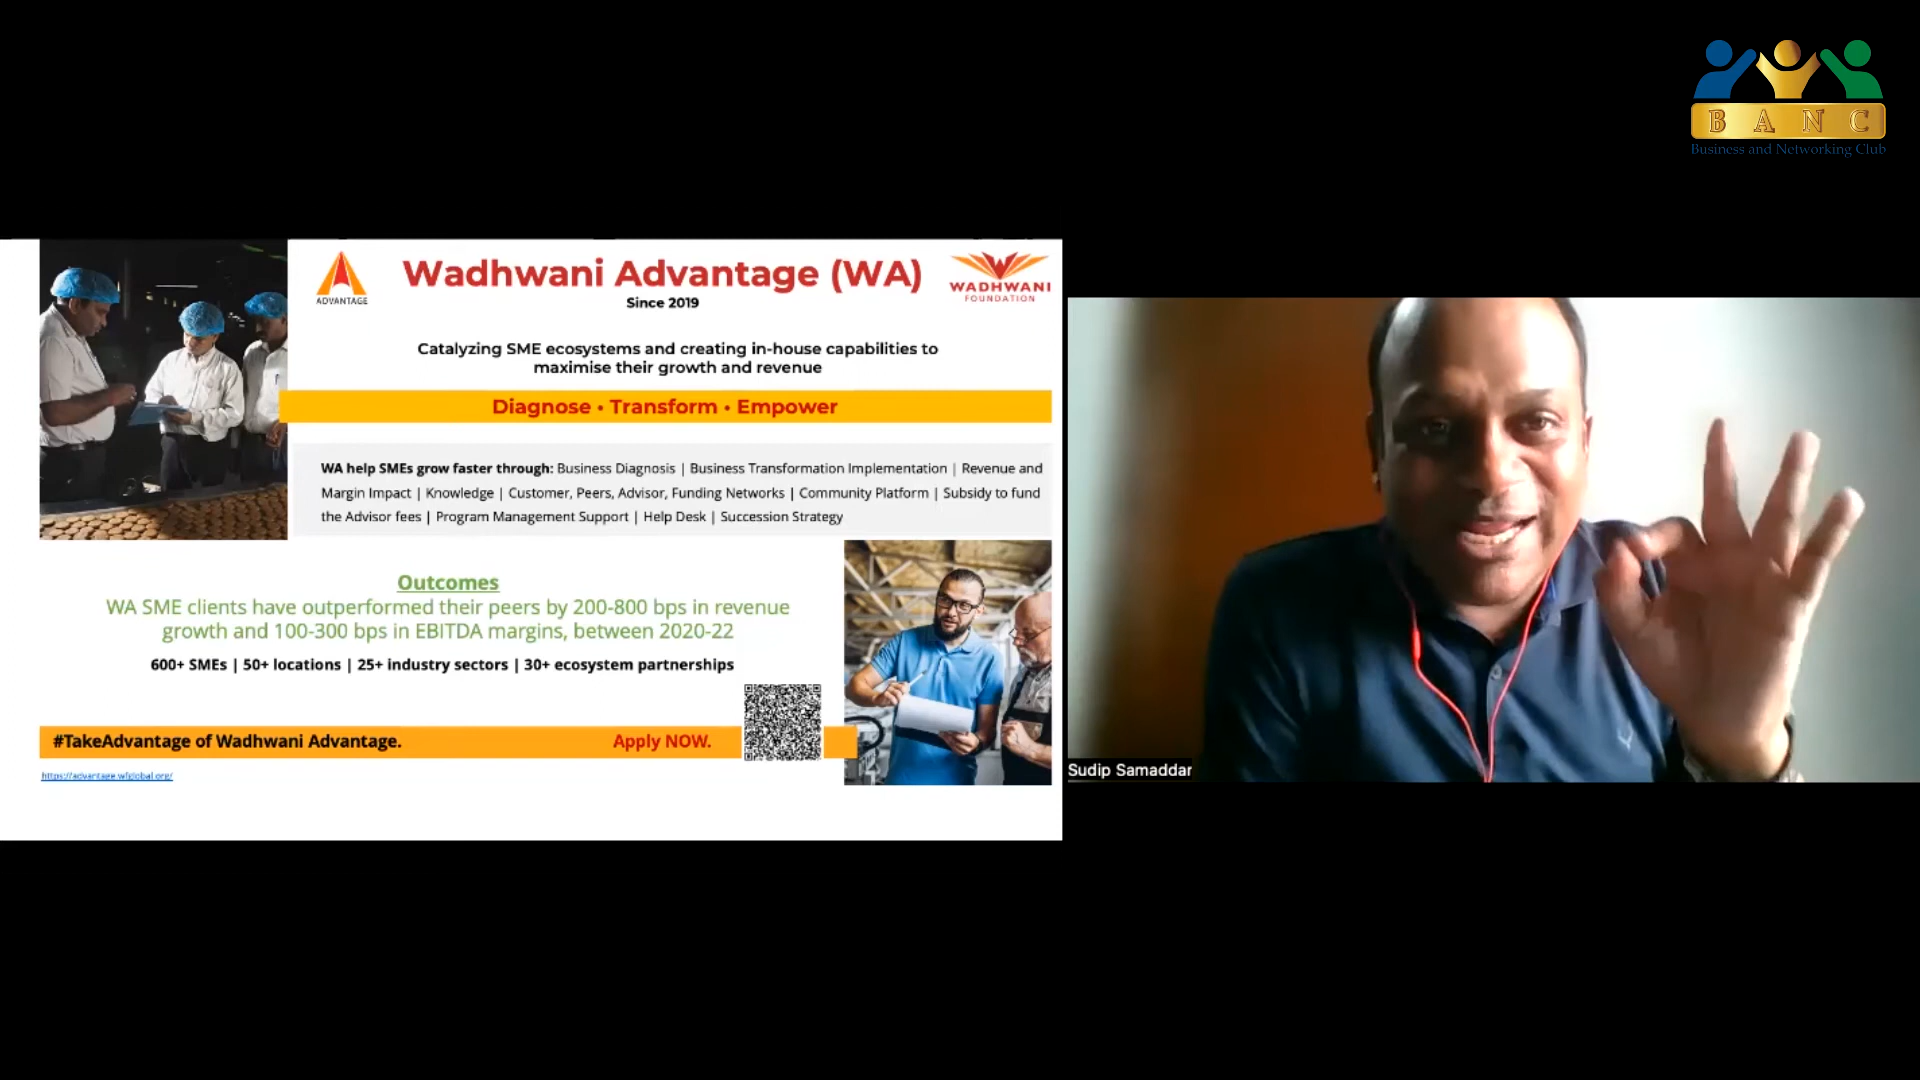 B A N C
Business and Networking Club
ADVANTAGE
Wadhwani Advantage (WA)
Since 2019
WADHWANI
FOUNDATION
Catalyzing SME ecosystems and creating in-house capabilities to
maximise their growth and revenue
Diagnose • Transform • Empower
WA help SMEs grow faster through: Business Diagnosis | Business Transformation Implementation | Revenue and
Margin Impact | Knowledge | Customer, Peers, Advisor, Funding Networks | Community Platform | Subsidy to fund
the Advisor fees | Program Management Support | Help Desk | Succession Strategy
Outcomes
WA SME clients have outperformed their peers by 200-800 bps in revenue
growth and 100-300 bps in EBITDA margins, between 2020-22
600+ SMEs | 50+ locations | 25+ industry sectors | 30+ ecosystem partnerships
#TakeAdvantage of Wadhwani Advantage.
Apply NOW.
https://advantage.wfglobal.org/
Sudip Samaddar